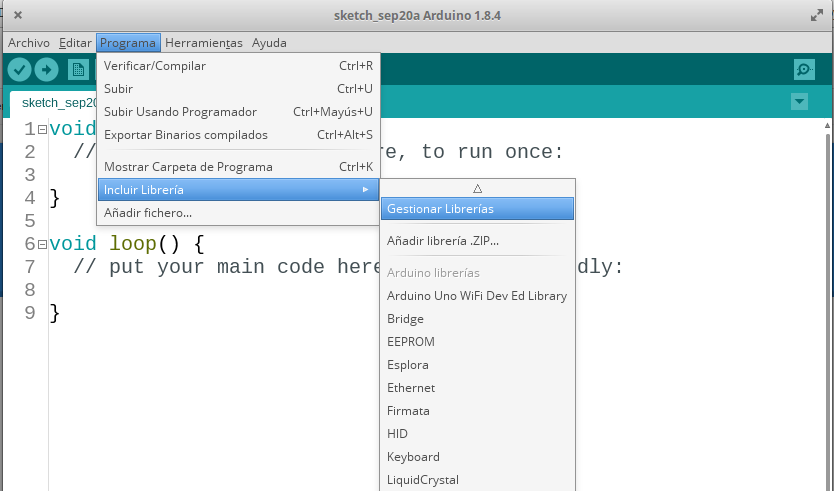 sketch_sep20a Arduino 1.8.4
Archivo Editar Programa Herramientas Ayuda
Verificar/Compilar Ctrl+R
Subir Ctrl+U
Subir Usando Programador Ctrl+Mayús+U
Exportar Binarios compilados Ctrl+Alt+S
Mostrar Carpeta de Programa Ctrl+K
Incluir Librería
Añadir fichero...
Gestionar Librerías
Añadir librería .ZIP...
Arduino librerías
Arduino Uno WiFi Dev Ed Library
Bridge
EEPROM
Esplora
Ethernet
Firmata
HID
Keyboard
LiquidCrystal
sketch_sep20
1 void
2 // re, to run once:
3
4 }
5
6 void loop() {
7 // put your main code here dly:
8
9 }